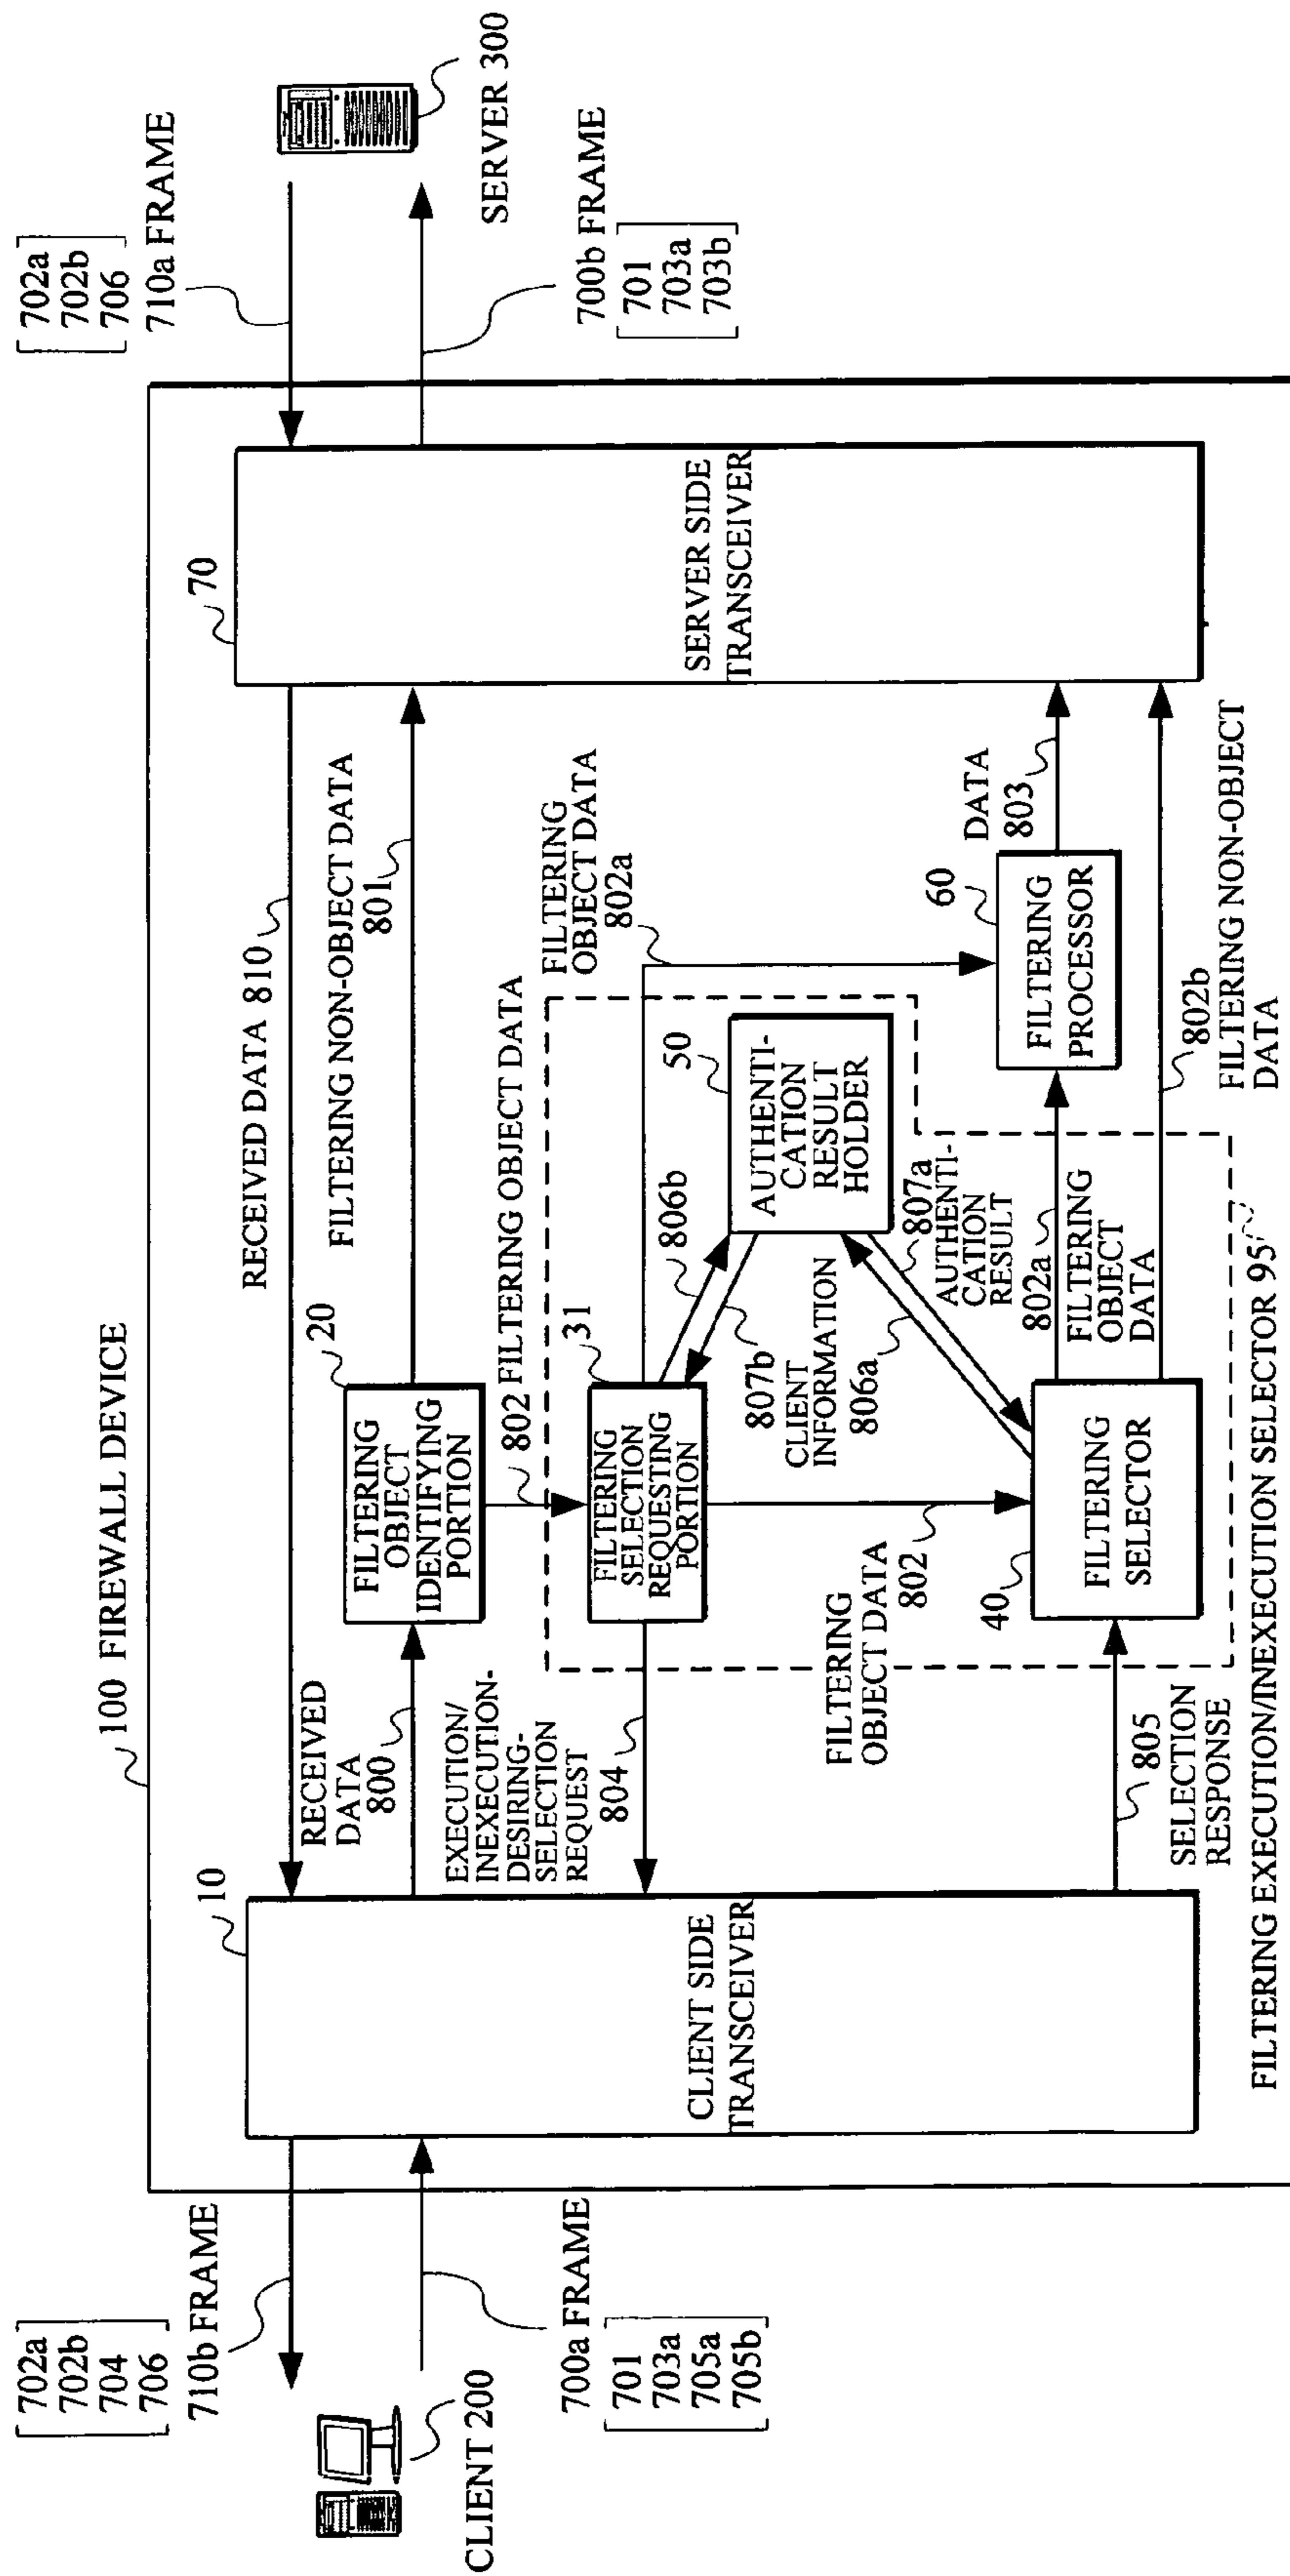 100 FIREWALL DEVICE
702a
702b
704
706
710b FRAME
CLIENT 200
700a FRAME
701
703a
705a
705b
10
CLIENT SIDE
TRANSCEIVER
RECEIVED DATA 810
RECEIVED
DATA
800
20
FILTERING
OBJECT
IDENTIFYING
PORTION
FILTERING NON-OBJECT DATA
801
802 FILTERING OBJECT DATA
EXECUTION/
INEXECUTION-
DESIRING-
SELECTION
REQUEST
804
31
FILTERING
SELECTION
REQUESTING
PORTION
FILTERING
OBJECT DATA
802a
806b
807b
CLIENT
INFORMATION
806a
50
AUTHENTI-
CATION
RESULT
HOLDER
807a
AUTHENTI-
CATION
RESULT
FILTERING
OBJECT DATA
802
40
FILTERING
SELECTOR
805
SELECTION
RESPONSE
802a
FILTERING
OBJECT
DATA
60
FILTERING
PROCESSOR
DATA
803
802b
FILTERING NON-OBJECT
DATA
FILTERING EXECUTION/INEXECUTION SELECTOR 95
70
SERVER SIDE
TRANSCEIVER
702a
702b
706
710a FRAME
SERVER 300
700b FRAME
701
703a
703b